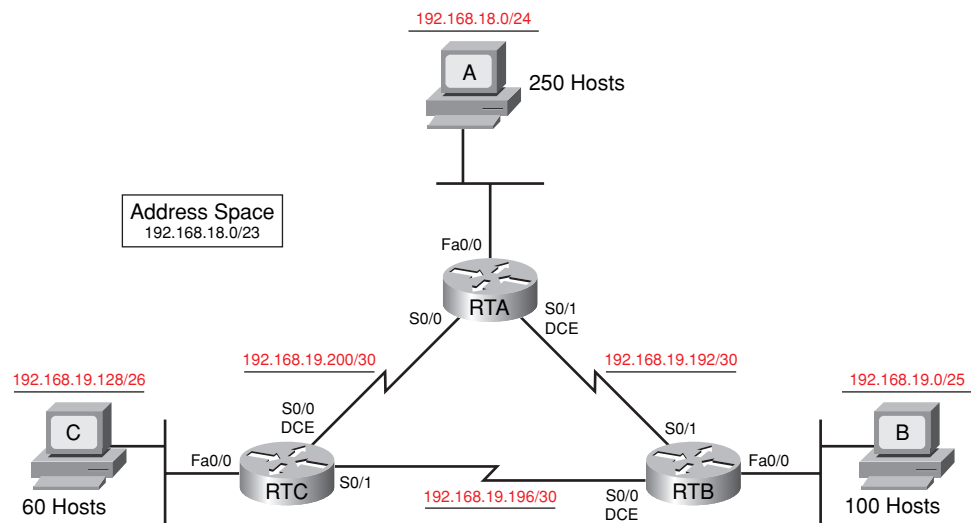 192.168.18.0/24
A
250 Hosts
Address Space
192.168.18.0/23
Fa0/0
RTA
S0/0
S0/1
DCE
192.168.19.200/30
192.168.19.192/30
192.168.19.128/26
192.168.19.0/25
C
S0/0
DCE
S0/1
B
Fa0/0
RTC
S0/1
192.168.19.196/30
S0/0
DCE
RTB
Fa0/0
60 Hosts
100 Hosts